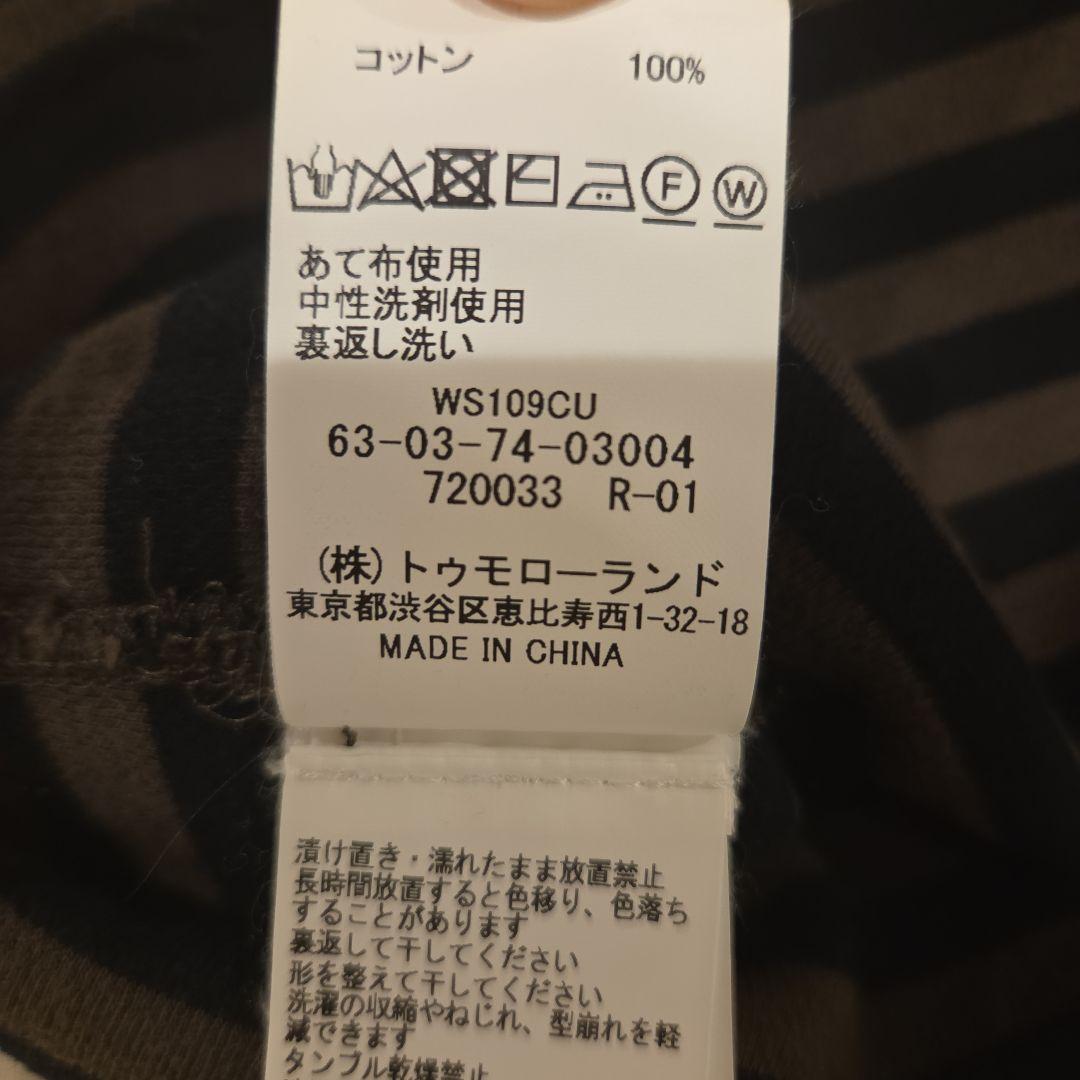 コットン 100%
F W
あて布使用
中性洗剤使用
裏返し洗い
WS109CU
63-03-74-03004
720033 R-01
(株)トゥモローランド
東京都渋谷区恵比寿西1-32-18
MADE IN CHINA
漬け置き・濡れたまま放置禁止
長時間放置すると色移り、色落ち
することがあります
裏返して干してください
形を整えて干してください
洗濯の収縮やねじれ、型崩れを軽
減できます
タンブル乾燥禁止